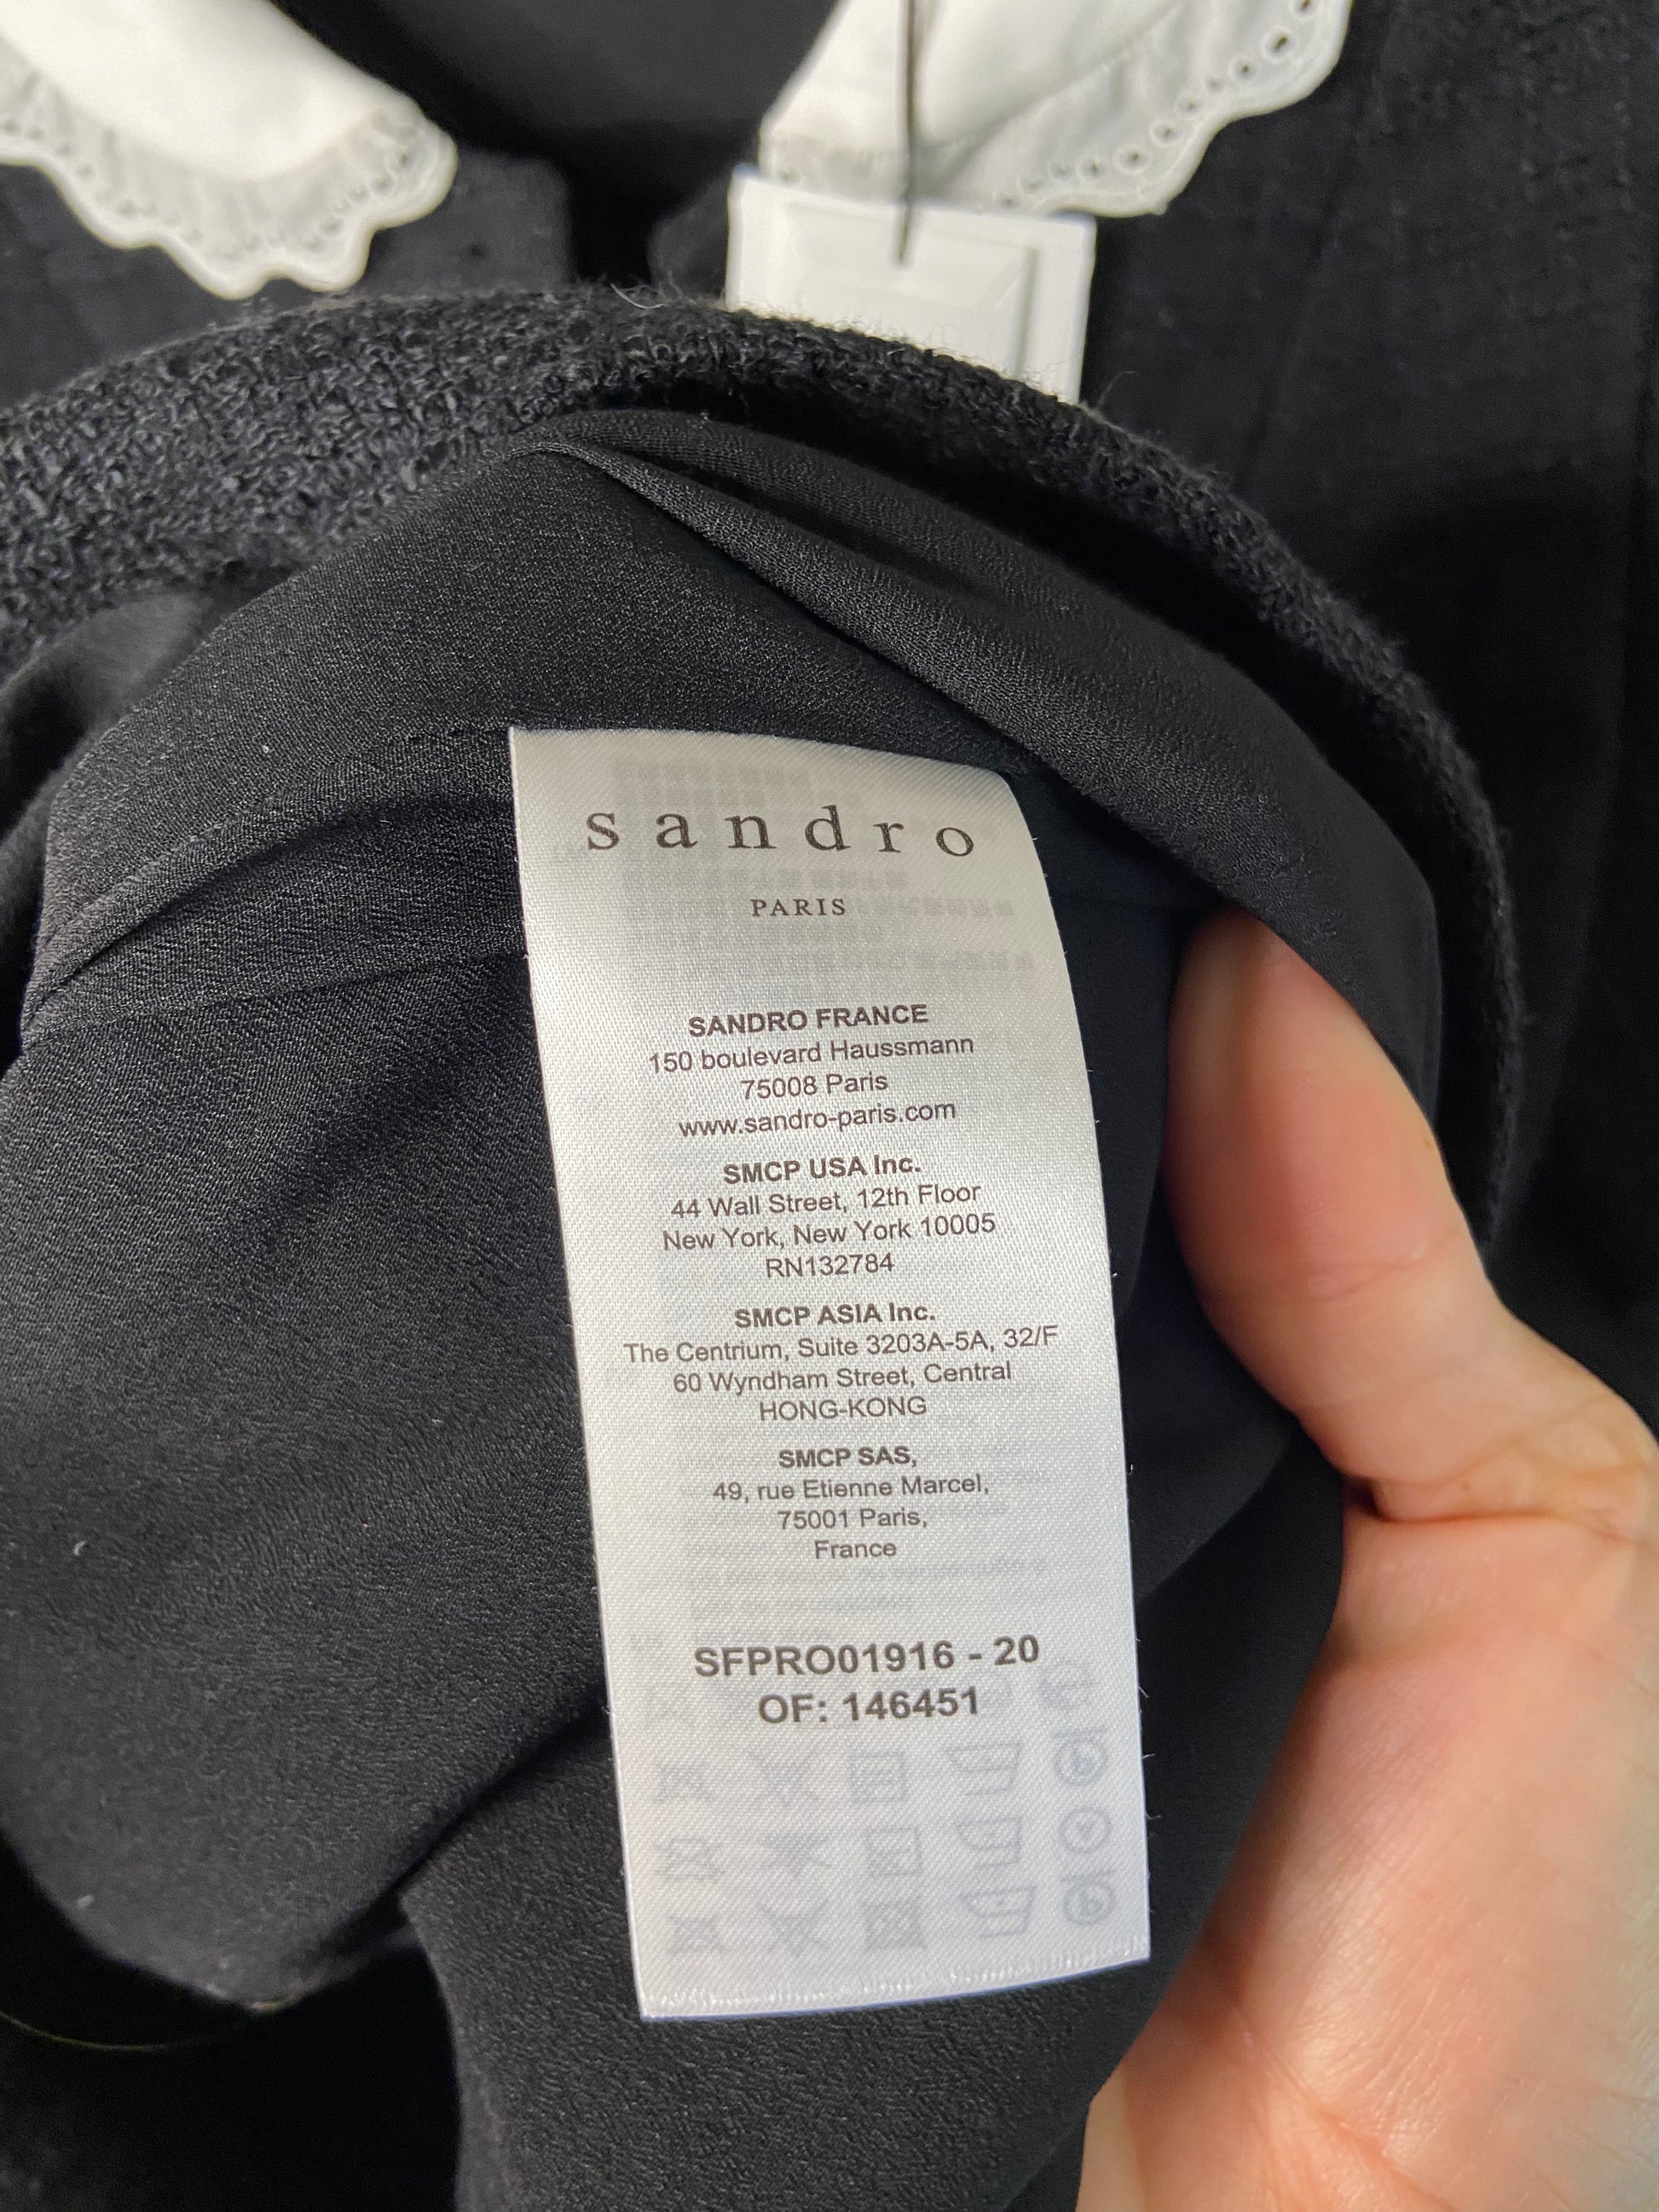 sandro
PARIS
SANDRO FRANCE
150 boulevard Haussmann
75008 Paris
www.sandro-paris.com
SMCP USA Inc.
44 Wall Street, 12th Floor
New York, New York 10005
RN132784
SMCP ASIA Inc.
The Centrium, Suite 3203A-5A, 32/F
60 Wyndham Street, Central
HONG-KONG
SMCP SAS,
49, rue Etienne Marcel,
75001 Paris,
France
SFPRO01916 - 20
OF: 146451